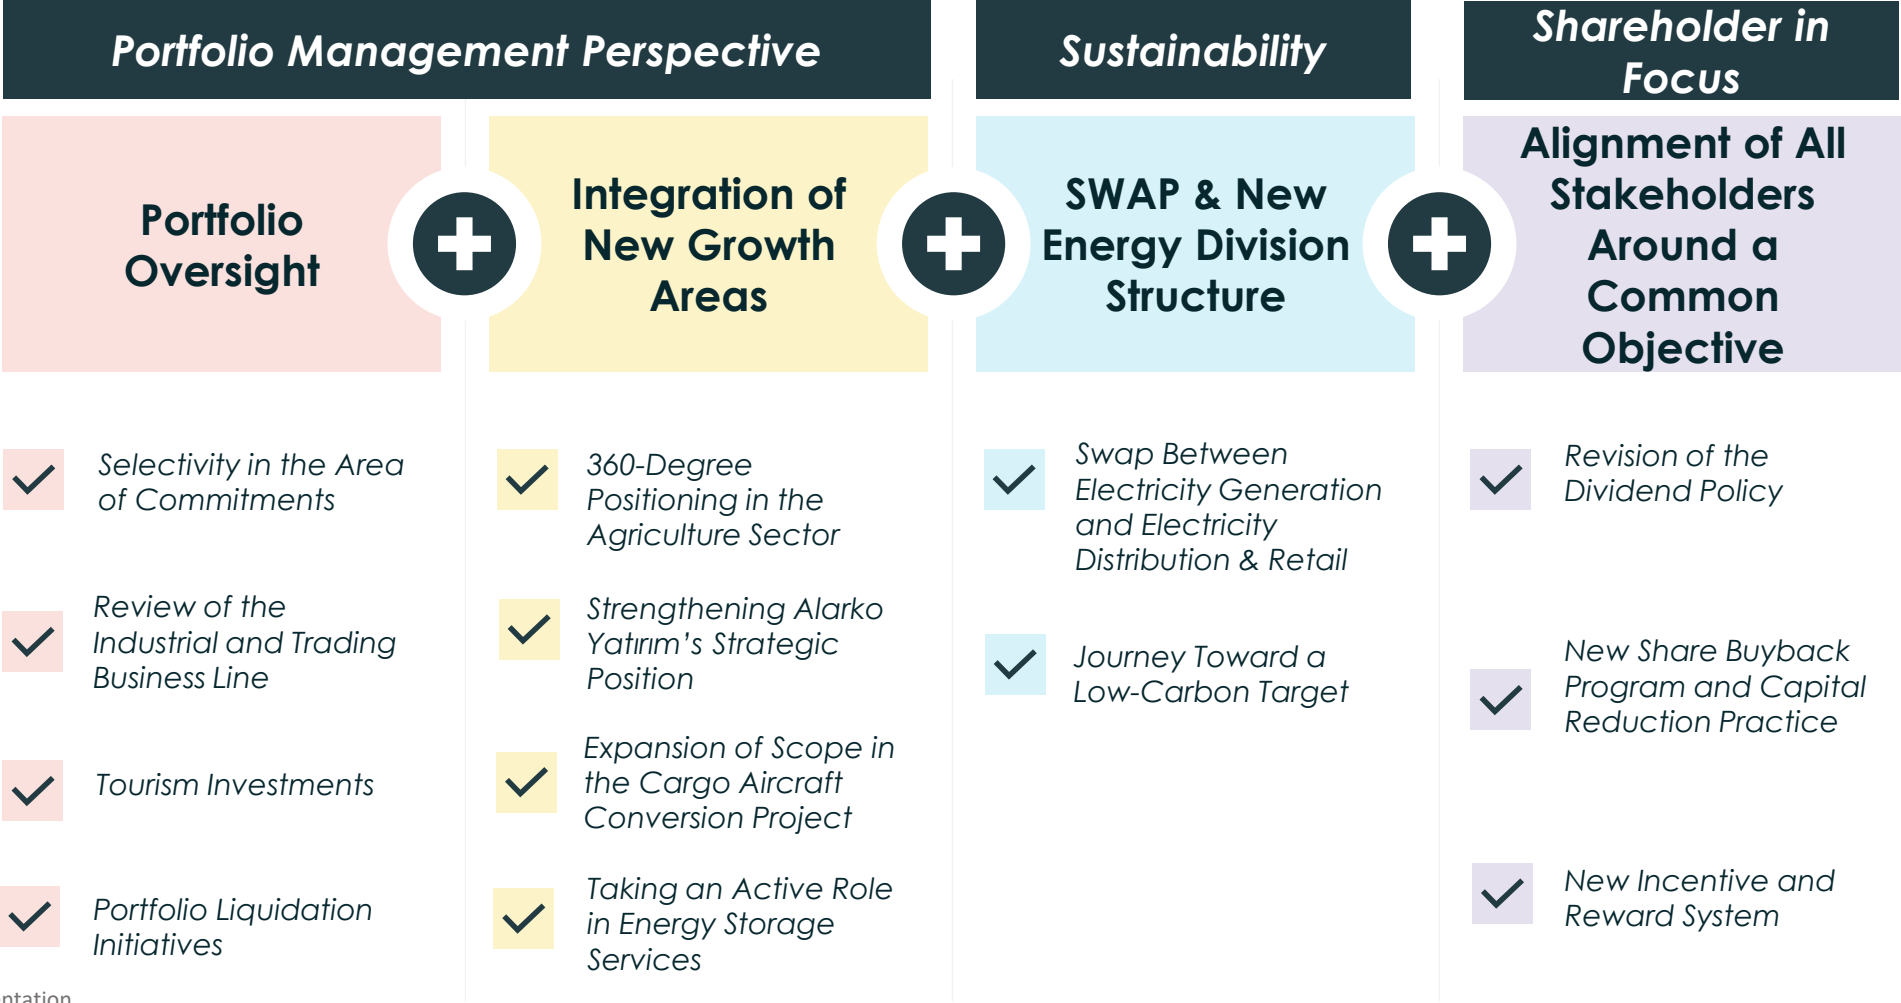 Portfolio Management Perspective
Sustainability
Shareholder in
Focus
Portfolio
Oversight
Integration of
New Growth
Areas
SWAP & New
Energy Division
Structure
Alignment of All
Stakeholders
Around a
Common
Objective
Selectivity in the Area
of Commitments
Review of the
Industrial and Trading
Business Line
Tourism Investments
Portfolio Liquidation
Initiatives
360-Degree
Positioning in the
Agriculture Sector
Strengthening Alarko
Yatırım’s Strategic
Position
Expansion of Scope in
the Cargo Aircraft
Conversion Project
Taking an Active Role
in Energy Storage
Services
Swap Between
Electricity Generation
and Electricity
Distribution & Retail
Journey Toward a
Low-Carbon Target
Revision of the
Dividend Policy
New Share Buyback
Program and Capital
Reduction Practice
New Incentive and
Reward System